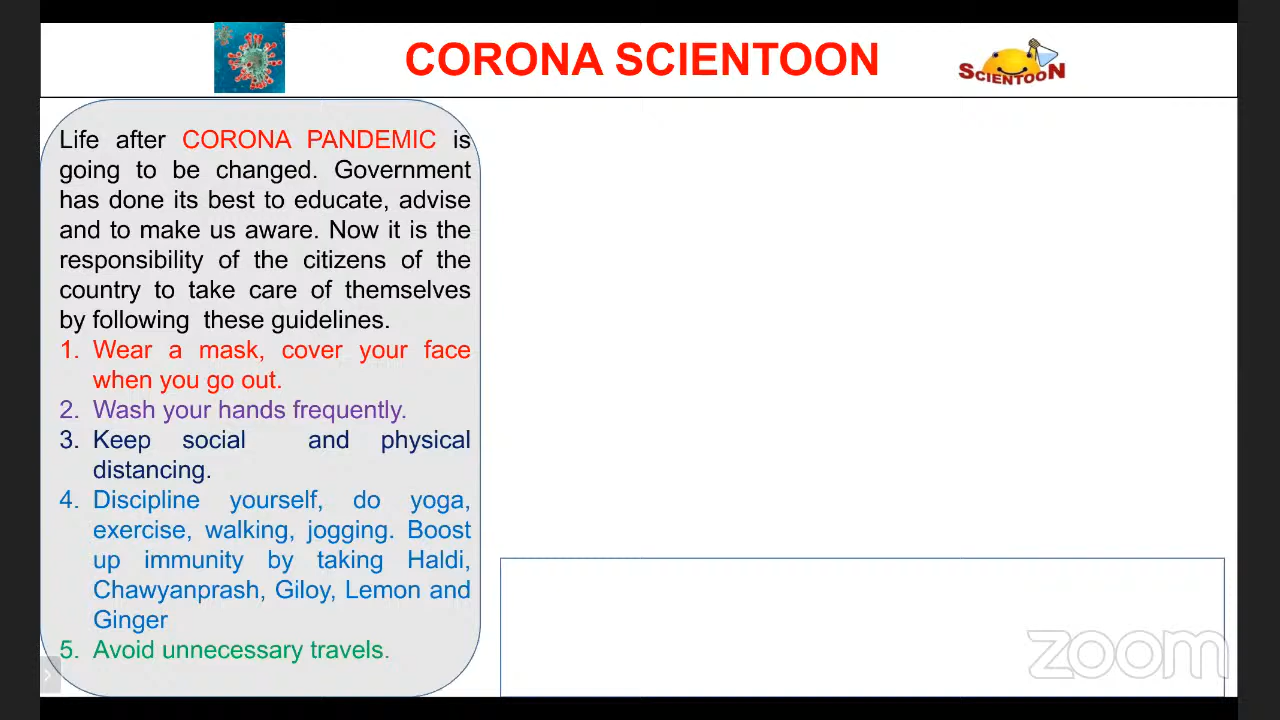 CORONA SCIENTOON
SCIENTOON
Life after CORONA PANDEMIC is
going to be changed. Government
has done its best to educate, advise
and to make us aware. Now it is the
responsibility of the citizens of the
country to take care of themselves
by following these guidelines.
1. Wear a mask, cover your face
when you go out.
2. Wash your hands frequently.
3. Keep social and physical
distancing.
4. Discipline yourself, do yoga,
exercise, walking, jogging. Boost
up immunity by taking Haldi,
Chawyanprash, Giloy, Lemon and
Ginger
5. Avoid unnecessary travels.
zoom